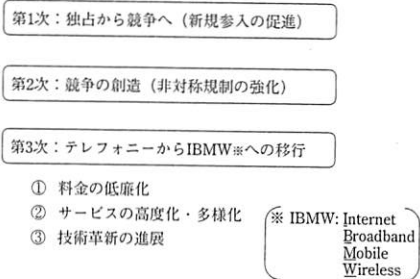 第1次：独占から競争へ（新規参入の促進）
第2次：競争の創造（非対称規制の強化）
第3次：テレフォニーからIBMW※への移行
① 料金の低廉化
② サービスの高度化・多様化
③ 技術革新の進展
※ IBMW: Internet
Broadband
Mobile
Wireless